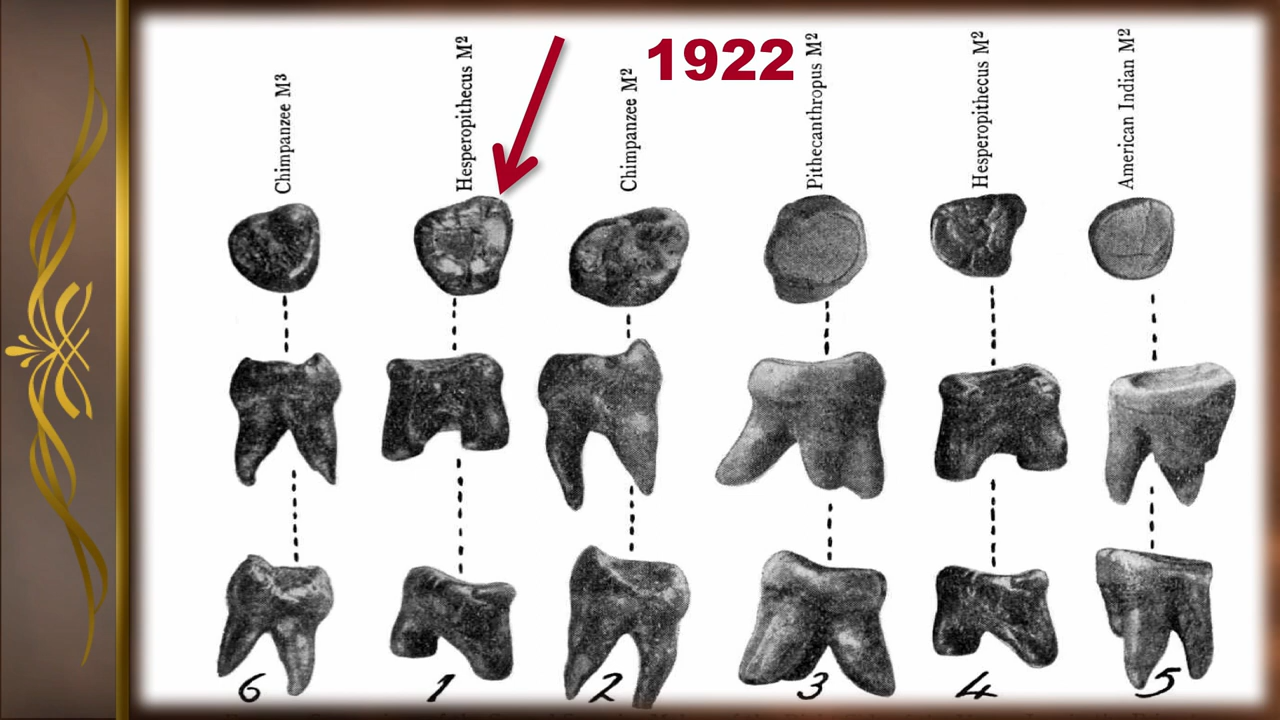 1922
Chimpanzee M³
Hesperopithecus M²
Chimpanzee M²
Pithecanthropus M²
Hesperopithecus M²
American Indian M²
6 1 2 3 4 5